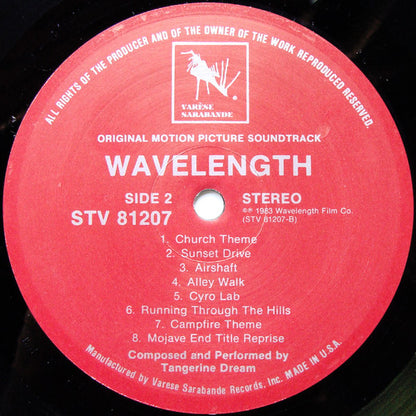 ALL RIGHTS OF THE PRODUCER AND OF THE OWNER OF THE WORK REPRODUCED RESERVED.
VARÈSE
SARABANDE
ORIGINAL MOTION PICTURE SOUNDTRACK
WAVELENGTH
SIDE 2 STEREO
STV 81207 ©℗ 1983 Wavelength Film Co.
(STV 81207-B)
1. Church Theme
2. Sunset Drive
3. Airshaft
4. Alley Walk
5. Cyro Lab
6. Running Through The Hills
7. Campfire Theme
8. Mojave End Title Reprise
Composed and Performed by
Tangerine Dream
Manufactured by Varese Sarabande Records, Inc. MADE IN U.S.A.